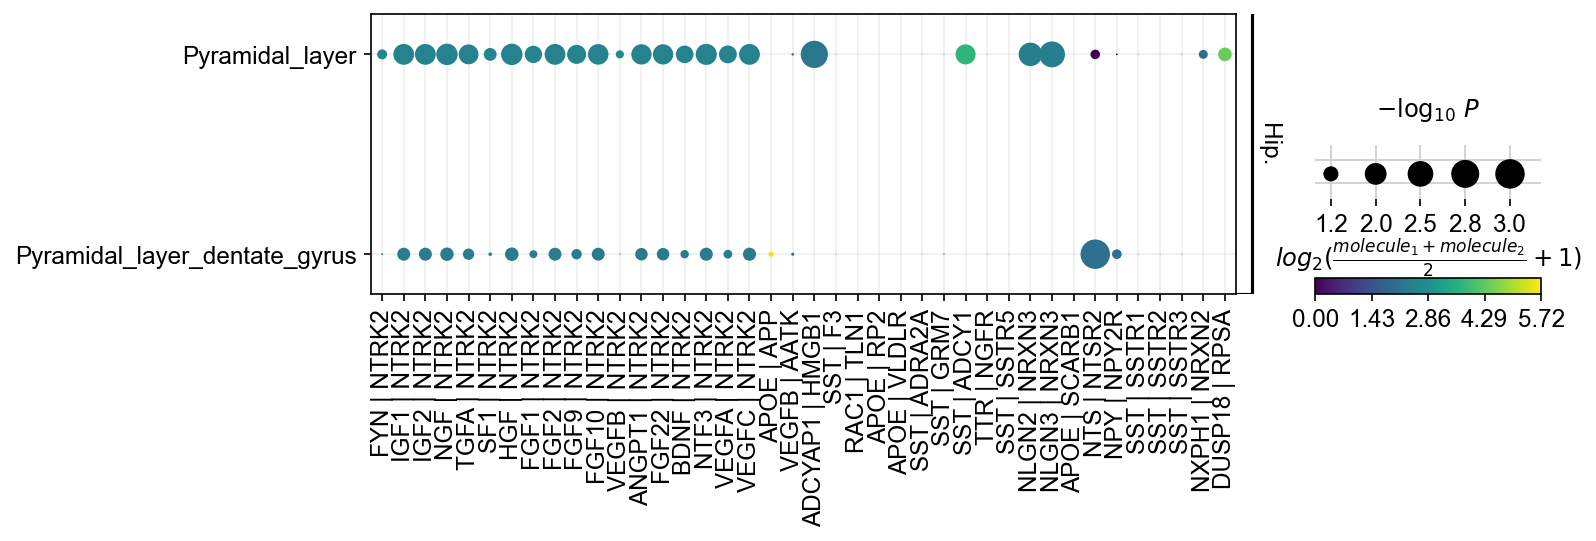 Pyramidal_layer
Pyramidal_layer_dentate_gyrus
Hip.
FYN | NTRK2
IGF1 | NTRK2
IGF2 | NTRK2
NGF | NTRK2
TGFA | NTRK2
SF1 | NTRK2
HGF | NTRK2
FGF1 | NTRK2
FGF2 | NTRK2
FGF9 | NTRK2
FGF10 | NTRK2
VEGFB | NTRK2
ANGPT1 | NTRK2
FGF22 | NTRK2
BDNF | NTRK2
NTF3 | NTRK2
VEGFA | NTRK2
VEGFC | NTRK2
APOE | APP
VEGFB | AATK
ADCYAP1 | HMGB1
SST | F3
RAC1 | TLN1
APOE | RP2
APOE | VLDLR
SST | ADRA2A
SST | GRM7
SST | ADCY1
TTR | NGFR
SST | SSTR5
NLGN2 | NRXN3
NLGN3 | NRXN3
APOE | SCARB1
NTS | NTSR2
NPY | NPY2R
SST | SSTR1
SST | SSTR2
SST | SSTR3
NXPH1 | NRXN2
DUSP18 | RPSA
−log₁₀ P
1.2 2.0 2.5 2.8 3.0
log₂(molecule₁ + molecule₂ / 2 + 1)
0.00 1.43 2.86 4.29 5.72